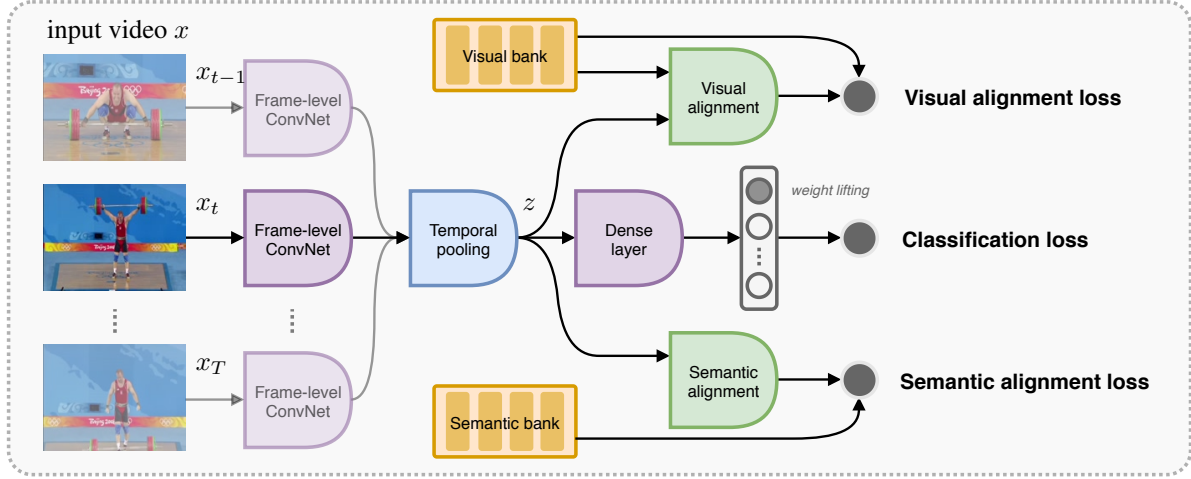 input video x
x_{t−1}
Frame-level
ConvNet
Visual bank
Visual
alignment
Visual alignment loss
x_t
Frame-level
ConvNet
Temporal
pooling
z
Dense
layer
weight lifting
Classification loss
x_T
Frame-level
ConvNet
Semantic
alignment
Semantic alignment loss
Semantic bank